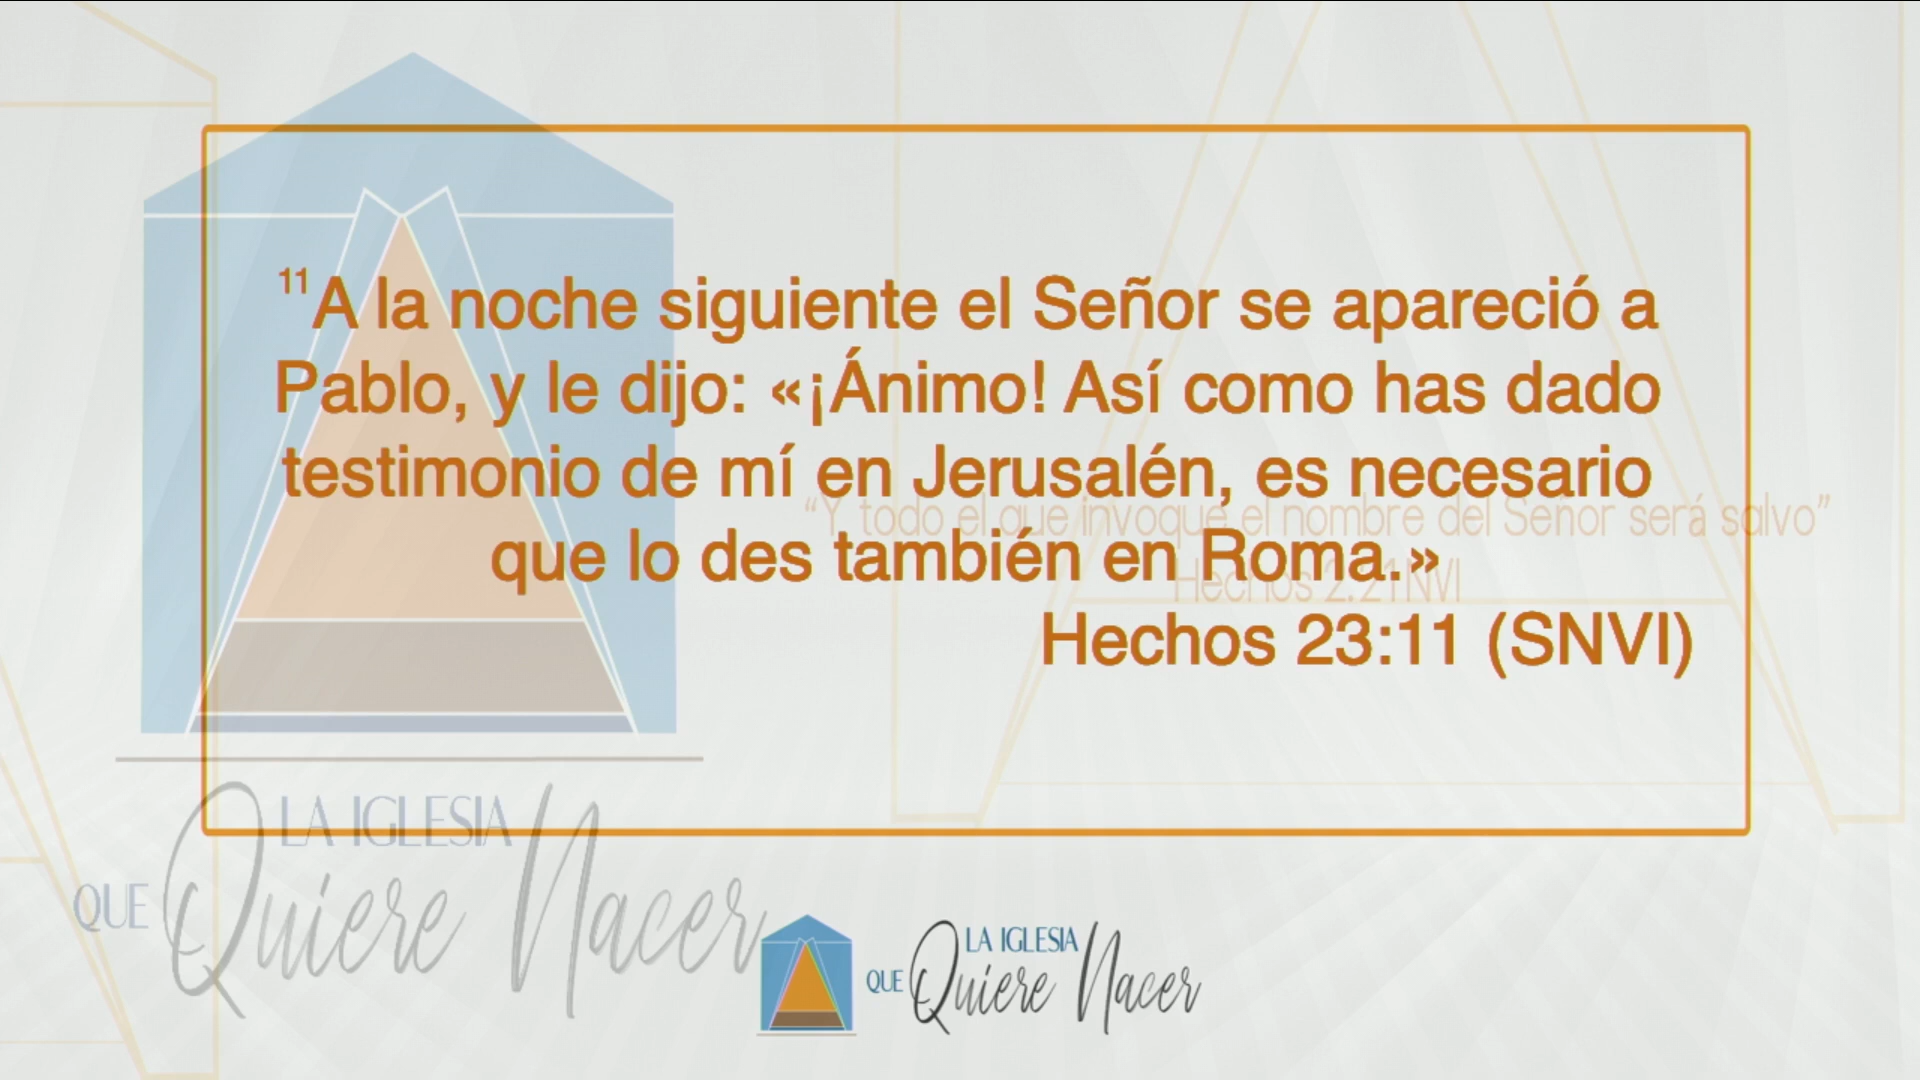 ¹¹A la noche siguiente el Señor se apareció a
Pablo, y le dijo: «¡Ánimo! Así como has dado
testimonio de mí en Jerusalén, es necesario
que lo des también en Roma.»
Hechos 23:11 (SNVI)
“Y todo el que invoque el nombre del Señor será salvo”
Hechos 2:21 NVI
LA IGLESIA
QUE Quiere Nacer
LA IGLESIA
QUE Quiere Nacer